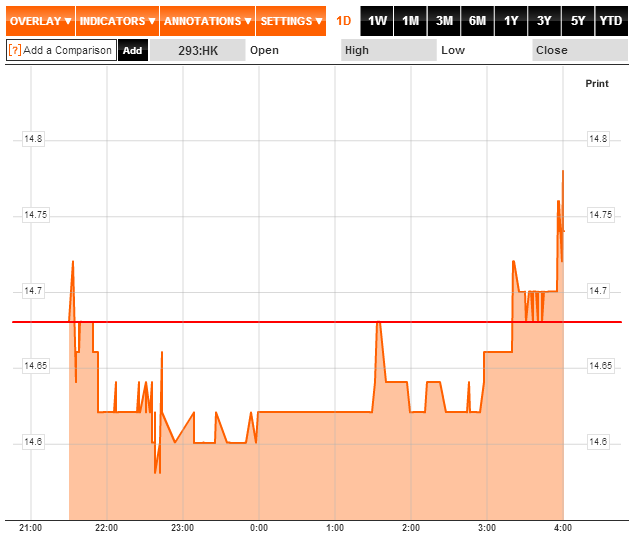 OVERLAY ▼ INDICATORS ▼ ANNOTATIONS ▼ SETTINGS ▼ 1D 1W 1M 3M 6M 1Y 3Y 5Y YTD
[?] Add a Comparison Add 293:HK Open High Low Close
Print
14.8 14.8
14.75 14.75
14.7 14.7
14.65 14.65
14.6 14.6
21:00 22:00 23:00 0:00 1:00 2:00 3:00 4:00